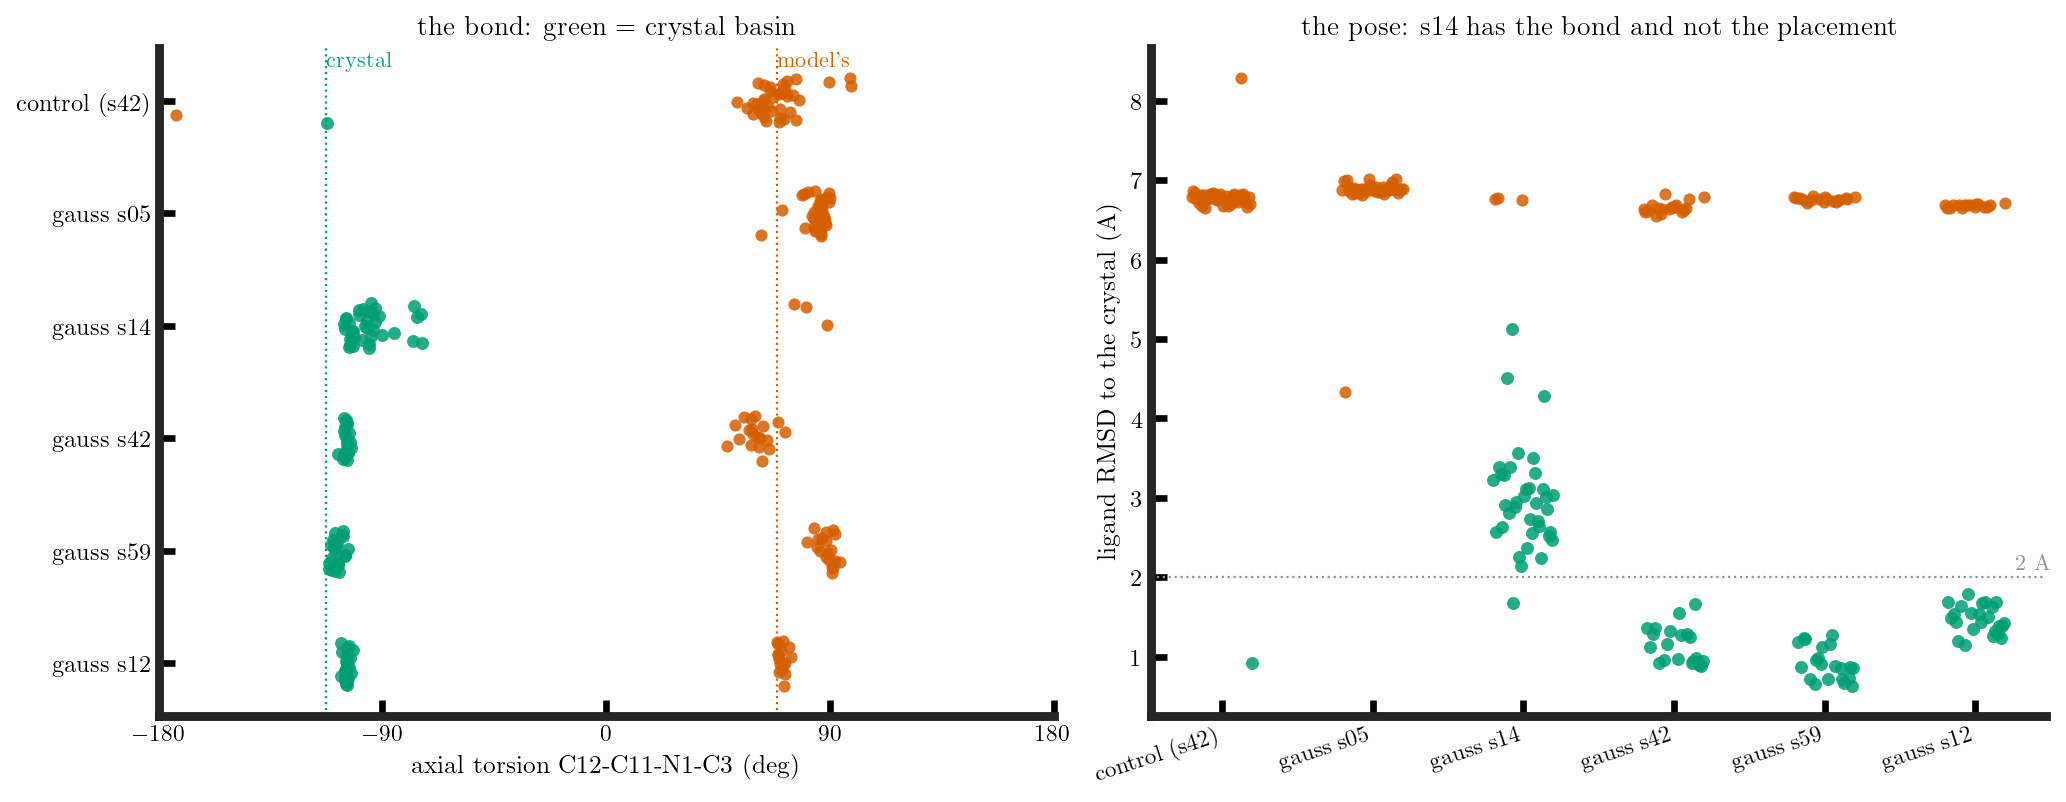 the bond: green = crystal basin
crystal
model's
control (s42)
gauss s05
gauss s14
gauss s42
gauss s59
gauss s12
−180
−90
0
90
180
axial torsion C12-C11-N1-C3 (deg)
the pose: s14 has the bond and not the placement
ligand RMSD to the crystal (A)
8
7
6
5
4
3
2
1
2 A
control (s42)
gauss s05
gauss s14
gauss s42
gauss s59
gauss s12